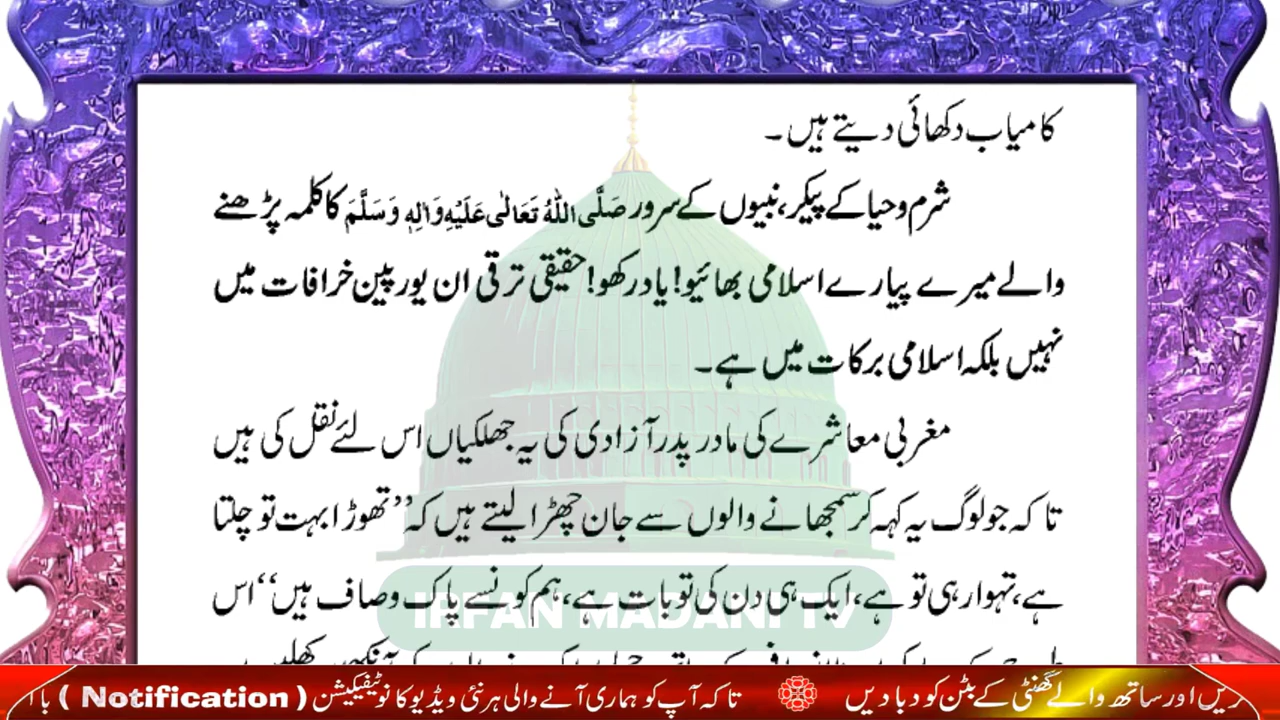 کامیاب دکھائی دیتے ہیں۔
شرم و حیا کے پیکر، نبیوں کے سرور صَلَّی اللّٰہُ تَعَالٰی عَلَیْہِ وَاٰلِہٖ وَسَلَّمَ کا کلمہ پڑھنے
والے میرے پیارے اسلامی بھائیو! یاد رکھو! حقیقی ترقی ان یورپین خرافات میں
نہیں بلکہ اسلامی برکات میں ہے۔
مغربی معاشرے کی مادر پدر آزادی کی یہ جھلکیاں اس لئے نقل کی ہیں
تاکہ جو لوگ یہ کہہ کر سمجھانے والوں سے جان چھڑا لیتے ہیں کہ ”تھوڑا بہت تو چلتا
ہے، تہوار ہی تو ہے، ایک ہی دن کی تو بات ہے، ہم کونسے پاک و صاف ہیں“ اس
IRFAN MADANI TV
ریں اور ساتھ والے گھنٹی کے بٹن کو دبا دیں تاکہ آپ کو ہماری آنے والی ہر نئی ویڈیو کا نوٹیفیکیشن ( Notification )